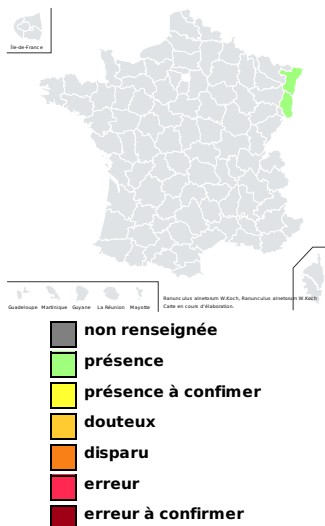 Île-de-France
Guadeloupe Martinique Guyane La Réunion Mayotte
Ranunculus alnetorum W.Koch, Ranunculus alnetorum W.Koch
Carte en cours d'élaboration.
non renseignée
présence
présence à confimer
douteux
disparu
erreur
erreur à confirmer